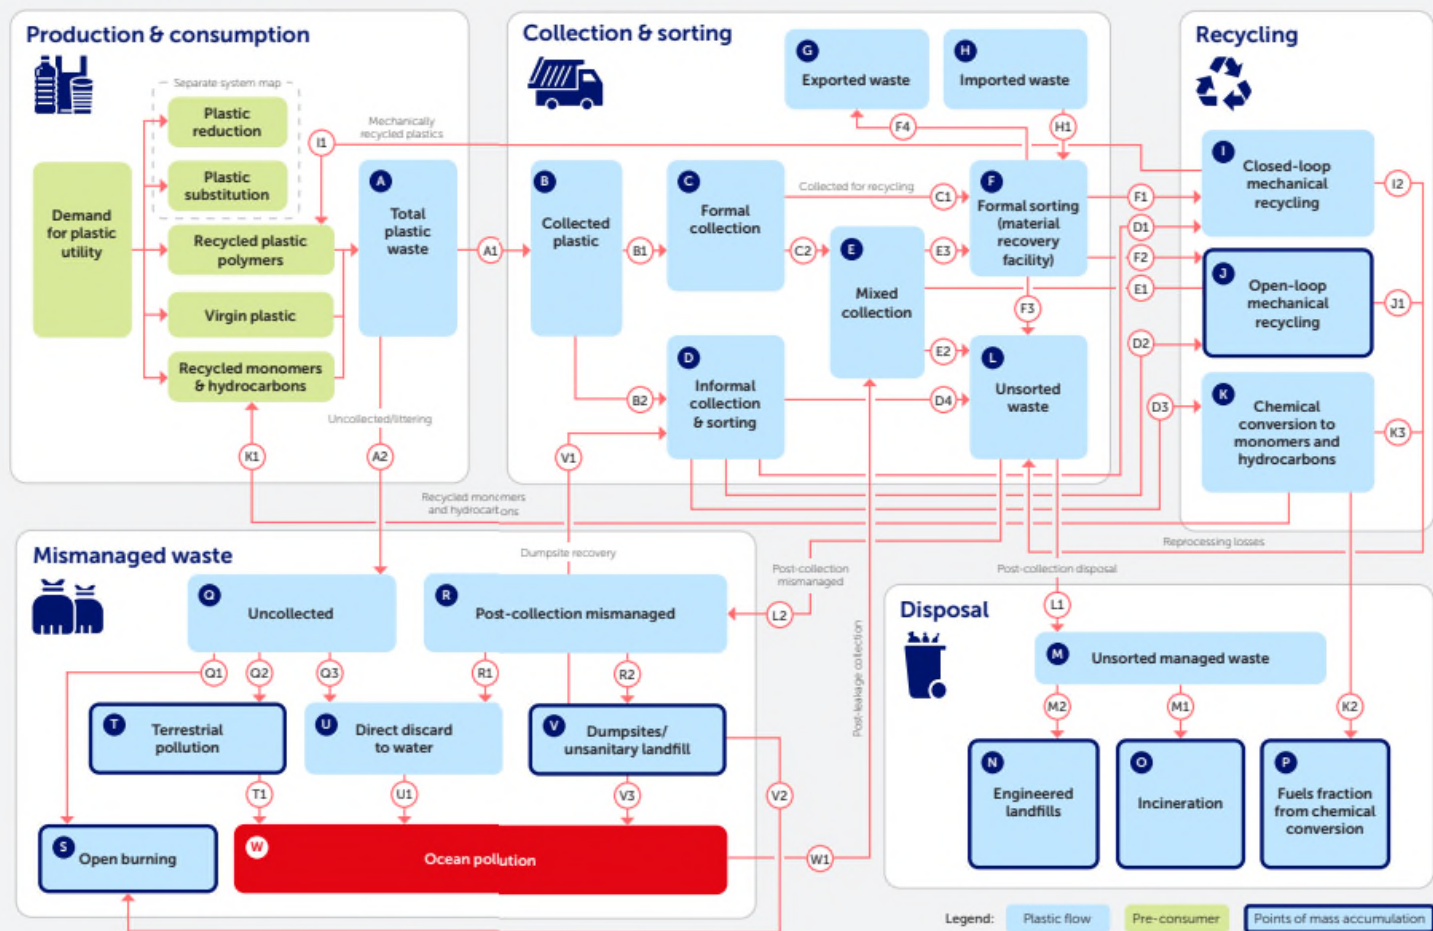 Production & consumption
Separate system map
Plastic
reduction
Plastic
substitution
Demand
for plastic
utility
Recycled plastic
polymers
Virgin plastic
Recycled monomers
& hydrocarbons
Mechanically
recycled plastics
I1
A
Total
plastic
waste
A1
Uncollected/littering
K1
A2
Collection & sorting
G
Exported waste
H
Imported waste
F4
H1
B
Collected
plastic
B1
B2
C
Formal
collection
Collected for recycling
C1
C2
D
Informal
collection
& sorting
D4
V1
E
Mixed
collection
E3
E2
E1
F
Formal sorting
(material
recovery
facility)
F1
D1
F2
F3
D2
D3
L
Unsorted
waste
Recycling
I
Closed-loop
mechanical
recycling
I2
J
Open-loop
mechanical
recycling
J1
K
Chemical
conversion to
monomers and
hydrocarbons
K3
Recycled monomers
and hydrocarbons
Reprocessing losses
Mismanaged waste
Dumpsite recovery
Post-collection
mismanaged
L2
Post-leakage collection
Q
Uncollected
R
Post-collection mismanaged
Q1
Q2
Q3
R1
R2
T
Terrestrial
pollution
U
Direct discard
to water
V
Dumpsites/
unsanitary landfill
T1
U1
V3
V2
S
Open burning
W
Ocean pollution
W1
Post-collection disposal
L1
Disposal
M
Unsorted managed waste
M2
M1
K2
N
Engineered
landfills
O
Incineration
P
Fuels fraction
from chemical
conversion
Legend:
Plastic flow
Pre-consumer
Points of mass accumulation